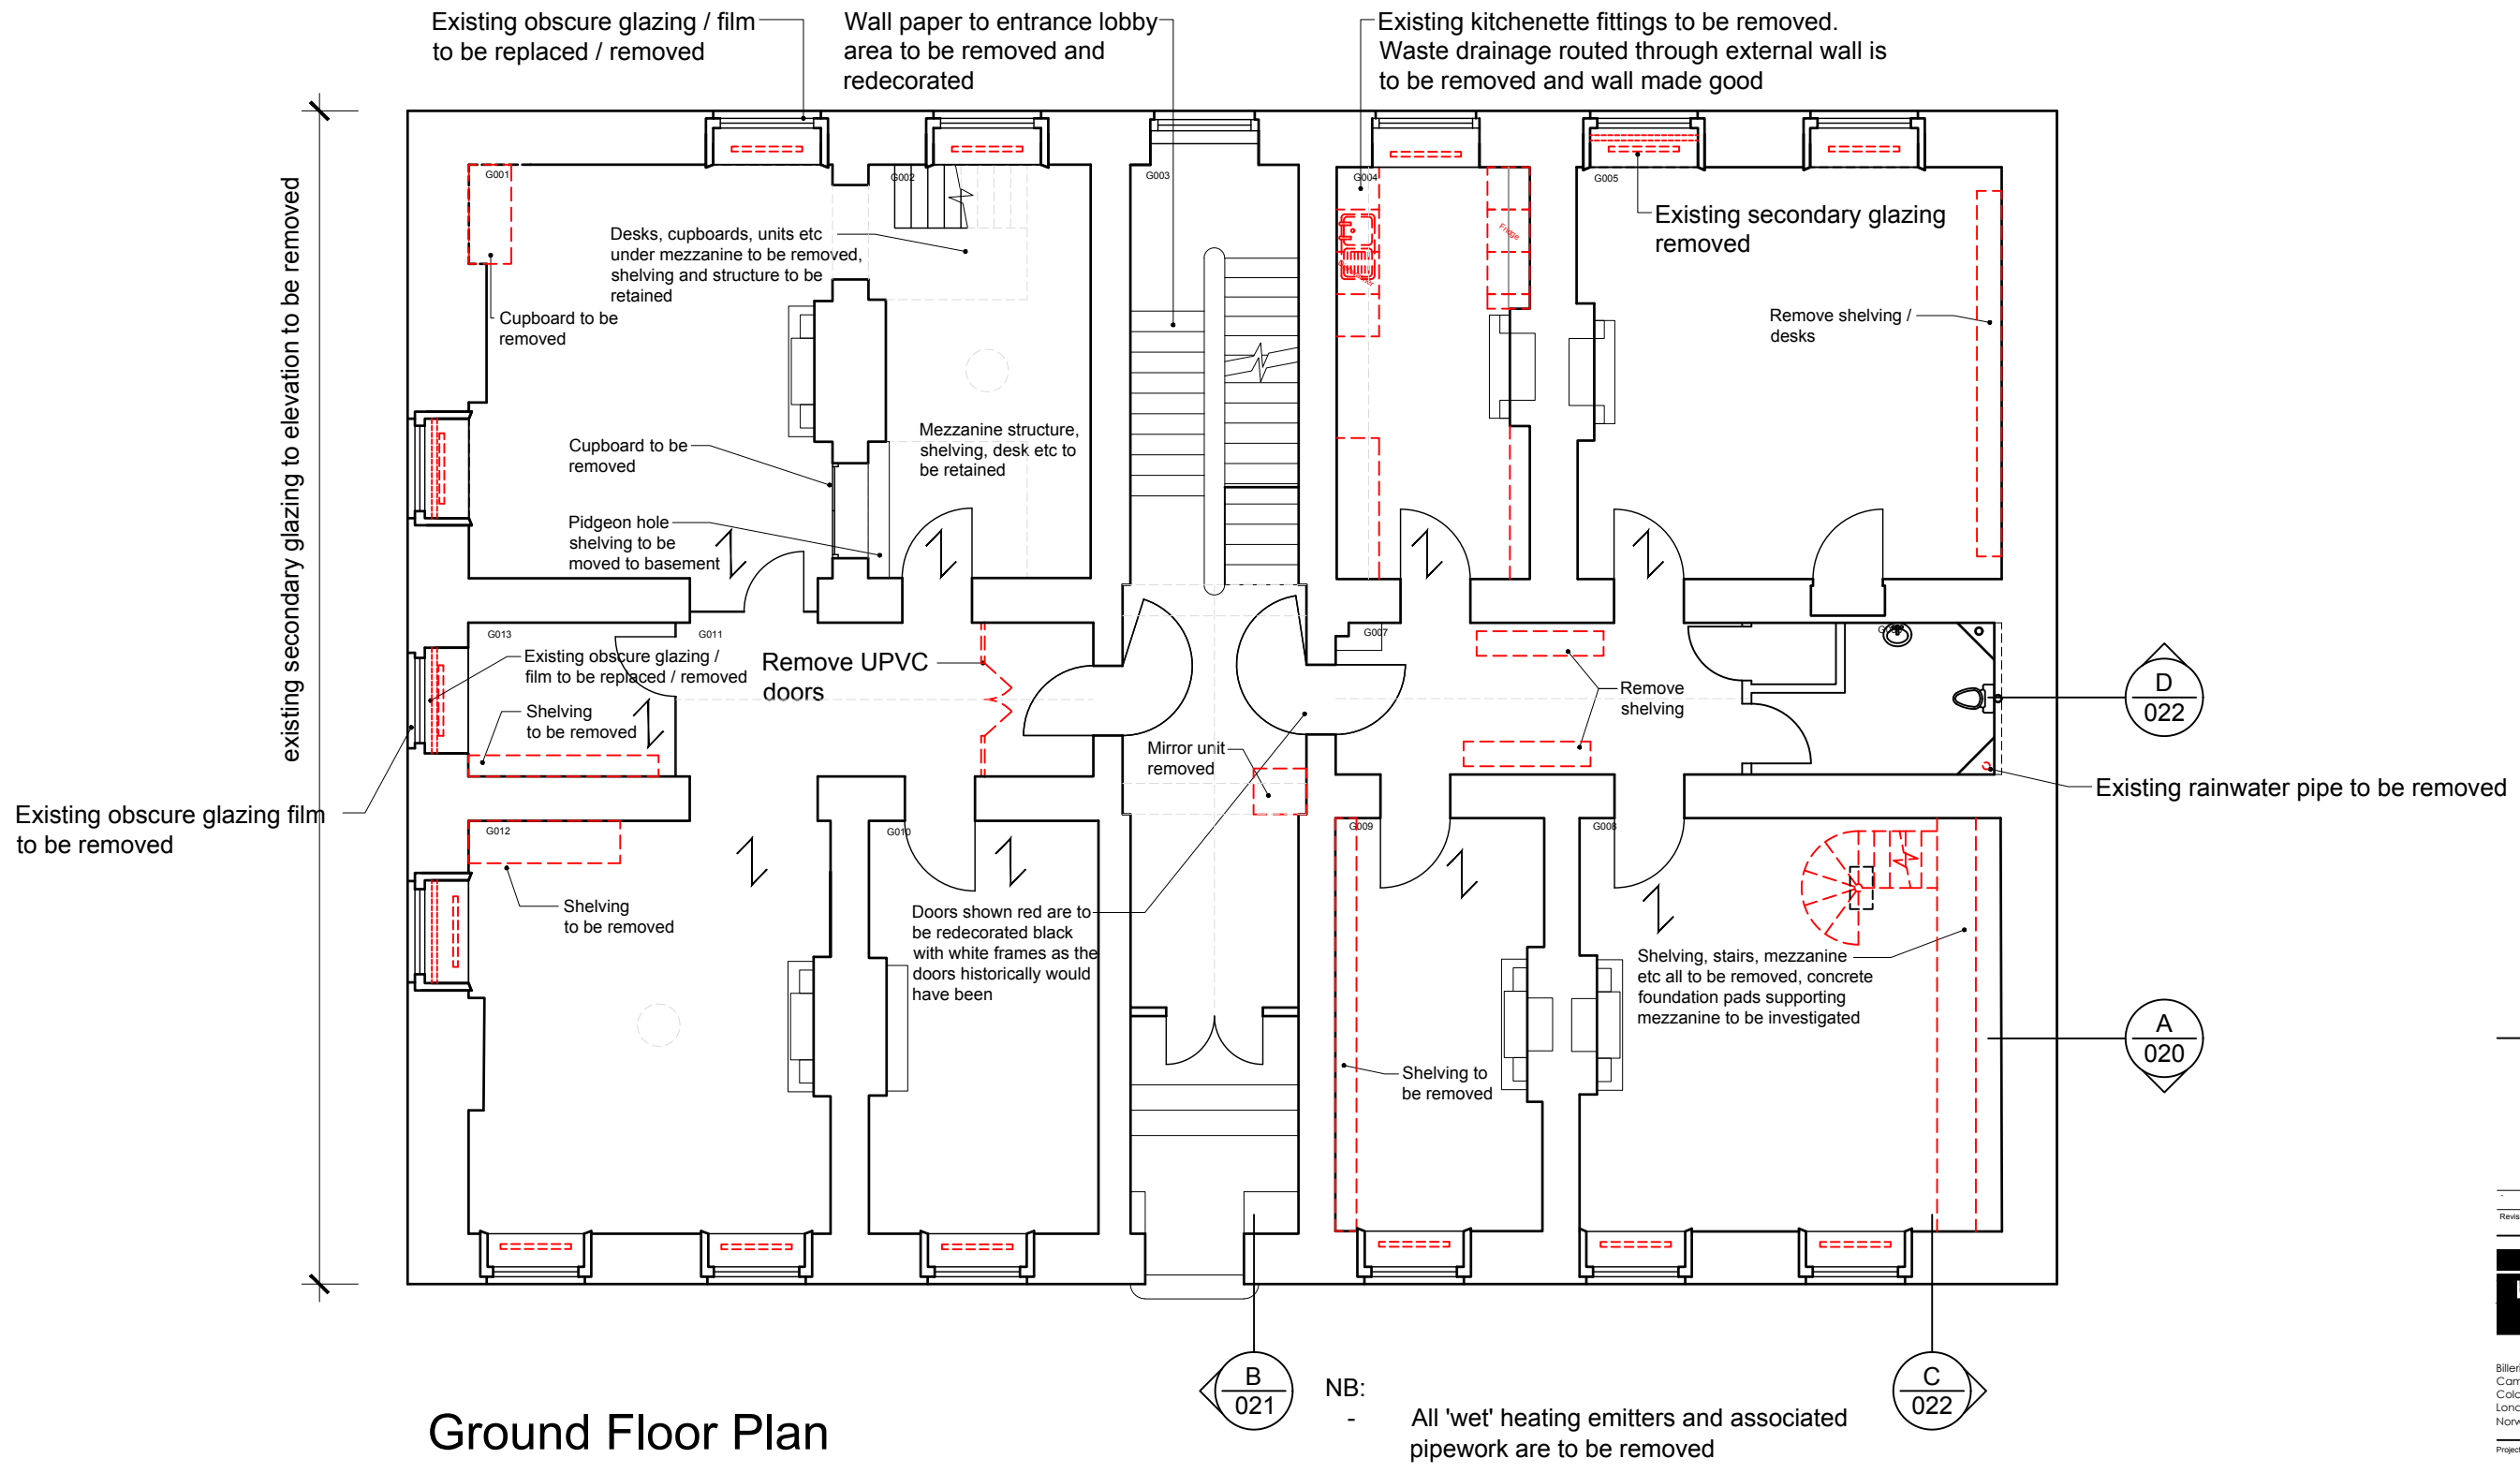 Existing obscure glazing / film
to be replaced / removed
Wall paper to entrance lobby
area to be removed and
redecorated
Existing kitchenette fittings to be removed.
Waste drainage routed through external wall is
to be removed and wall made good
existing secondary glazing to elevation to be removed
G001
G002
G003
G004
G005
Fridge
Desks, cupboards, units etc
under mezzanine to be removed,
shelving and structure to be
retained
Existing secondary glazing
removed
Cupboard to be
removed
Remove shelving /
desks
Cupboard to be
removed
Mezzanine structure,
shelving, desk etc to
be retained
Pidgeon hole
shelving to be
moved to basement
G013
G011
G007
Existing obscure glazing /
film to be replaced / removed
Remove UPVC
doors
Shelving
to be removed
Remove
shelving
Mirror unit
removed
D
022
Existing rainwater pipe to be removed
Existing obscure glazing film
to be removed
G012
G010
G009
G008
Shelving
to be removed
Doors shown red are to
be redecorated black
with white frames as the
doors historically would
have been
Shelving, stairs, mezzanine
etc all to be removed, concrete
foundation pads supporting
mezzanine to be investigated
A
020
Shelving to
be removed
B
021
C
022
NB:
- All 'wet' heating emitters and associated
pipework are to be removed
Ground Floor Plan